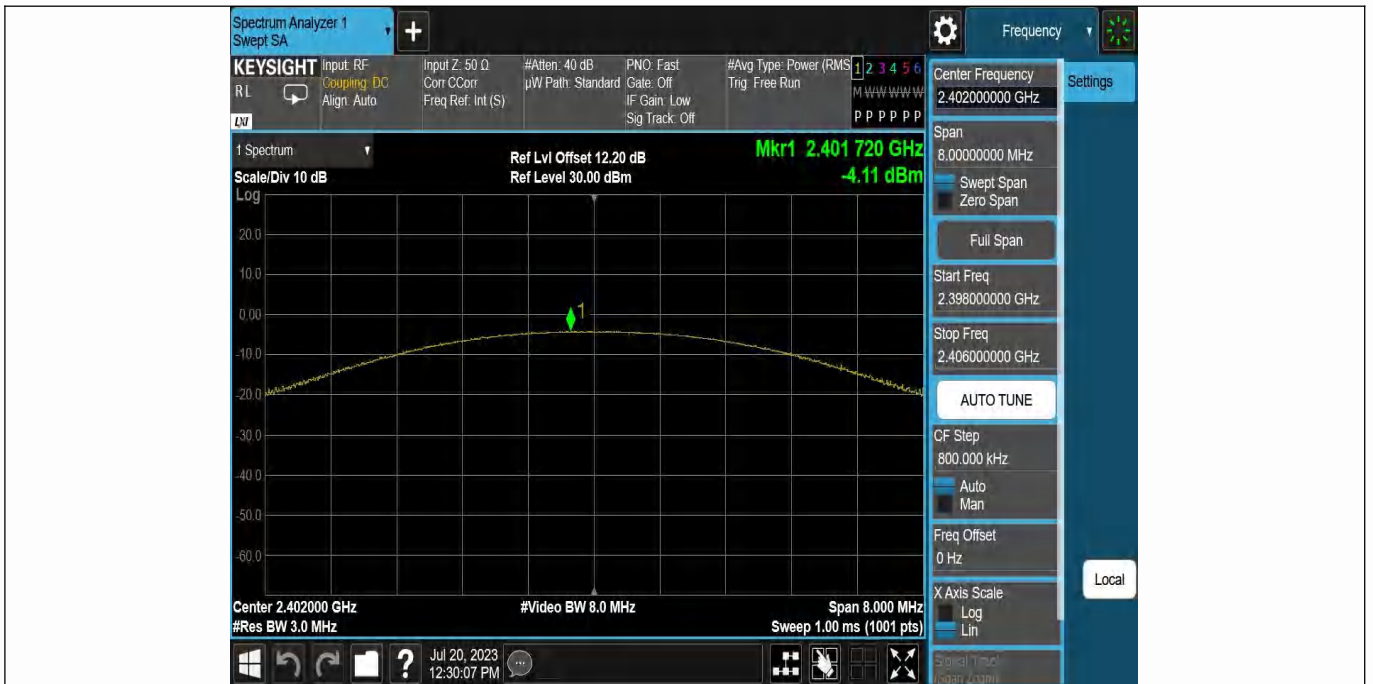 Spectrum Analyzer 1
Swept SA
+
Frequency
KEYSIGHT
RL
LXI
Input: RF
Coupling: DC
Align: Auto
Input Z: 50 Ω
Corr CCorr
Freq Ref: Int (S)
#Atten: 40 dB
µW Path: Standard
PNO: Fast
Gate: Off
IF Gain: Low
Sig Track: Off
#Avg Type: Power (RMS
Trig: Free Run
1 2 3 4 5 6
M W W W W W
P P P P P P
1 Spectrum
Scale/Div 10 dB
Log
Ref Lvl Offset 12.20 dB
Ref Level 30.00 dBm
Mkr1 2.401 720 GHz
-4.11 dBm
20.0
10.0
0.00
-10.0
-20.0
-30.0
-40.0
-50.0
-60.0
1
Center 2.402000 GHz
#Res BW 3.0 MHz
#Video BW 8.0 MHz
Span 8.000 MHz
Sweep 1.00 ms (1001 pts)
Center Frequency
2.402000000 GHz
Settings
Span
8.00000000 MHz
Swept Span
Zero Span
Full Span
Start Freq
2.398000000 GHz
Stop Freq
2.406000000 GHz
AUTO TUNE
CF Step
800.000 kHz
Auto
Man
Freq Offset
0 Hz
X Axis Scale
Log
Lin
Signal Track
(Span Zoom)
Local
?
Jul 20, 2023
12:30:07 PM